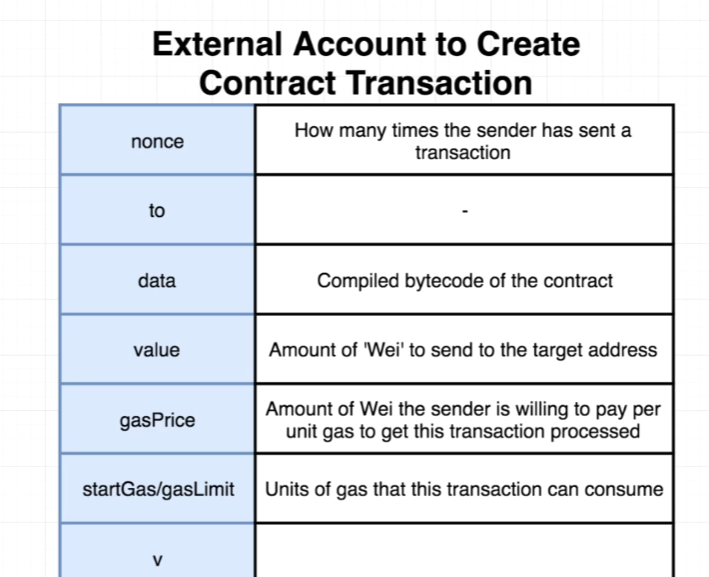 External Account to Create
Contract Transaction
nonce
How many times the sender has sent a
transaction
to
-
data
Compiled bytecode of the contract
value
Amount of 'Wei' to send to the target address
gasPrice
Amount of Wei the sender is willing to pay per
unit gas to get this transaction processed
startGas/gasLimit
Units of gas that this transaction can consume
v